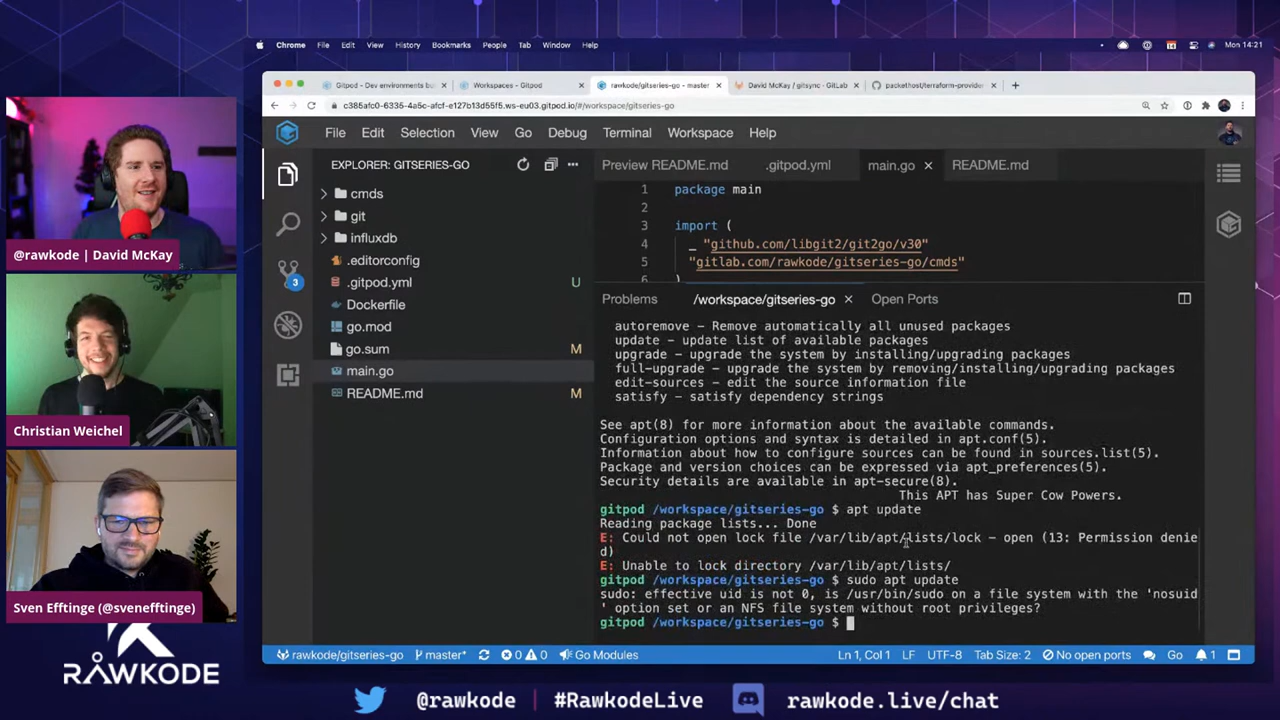 Chrome File Edit View History Bookmarks People Tab Window Help
Mon 14:21
Gitpod - Dev environments bu
Workspaces - Gitpod
rawkode/gitseries-go - master
David McKay / gitsync · GitLab
packethost/terraform-provider
c385afc0-6335-4a5c-afcf-e127b13d55f5.ws-eu03.gitpod.io/#/workspace/gitseries-go
File Edit Selection View Go Debug Terminal Workspace Help
EXPLORER: GITSERIES-GO
cmds
git
influxdb
.editorconfig
.gitpod.yml U
Dockerfile
go.mod
go.sum M
main.go
README.md M
3
Preview README.md .gitpod.yml main.go README.md
1 package main
2
3 import (
4 _ "github.com/libgit2/git2go/v30"
5 "gitlab.com/rawkode/gitseries-go/cmds"
6 )
Problems /workspace/gitseries-go Open Ports
autoremove - Remove automatically all unused packages
update - update list of available packages
upgrade - upgrade the system by installing/upgrading packages
full-upgrade - upgrade the system by removing/installing/upgrading packages
edit-sources - edit the source information file
satisfy - satisfy dependency strings
See apt(8) for more information about the available commands.
Configuration options and syntax is detailed in apt.conf(5).
Information about how to configure sources can be found in sources.list(5).
Package and version choices can be expressed via apt_preferences(5).
Security details are available in apt-secure(8).
This APT has Super Cow Powers.
gitpod /workspace/gitseries-go $ apt update
Reading package lists... Done
E: Could not open lock file /var/lib/apt/lists/lock - open (13: Permission denie
d)
E: Unable to lock directory /var/lib/apt/lists/
gitpod /workspace/gitseries-go $ sudo apt update
sudo: effective uid is not 0, is /usr/bin/sudo on a file system with the 'nosuid
' option set or an NFS file system without root privileges?
gitpod /workspace/gitseries-go $
rawkode/gitseries-go master* 0 0 Go Modules
Ln 1, Col 1 LF UTF-8 Tab Size: 2 No open ports Go 1
@rawkode | David McKay
Christian Weichel
Sven Efftinge (@svenefftinge)
RAWKODE
@rawkode
#RawkodeLive
rawkode.live/chat